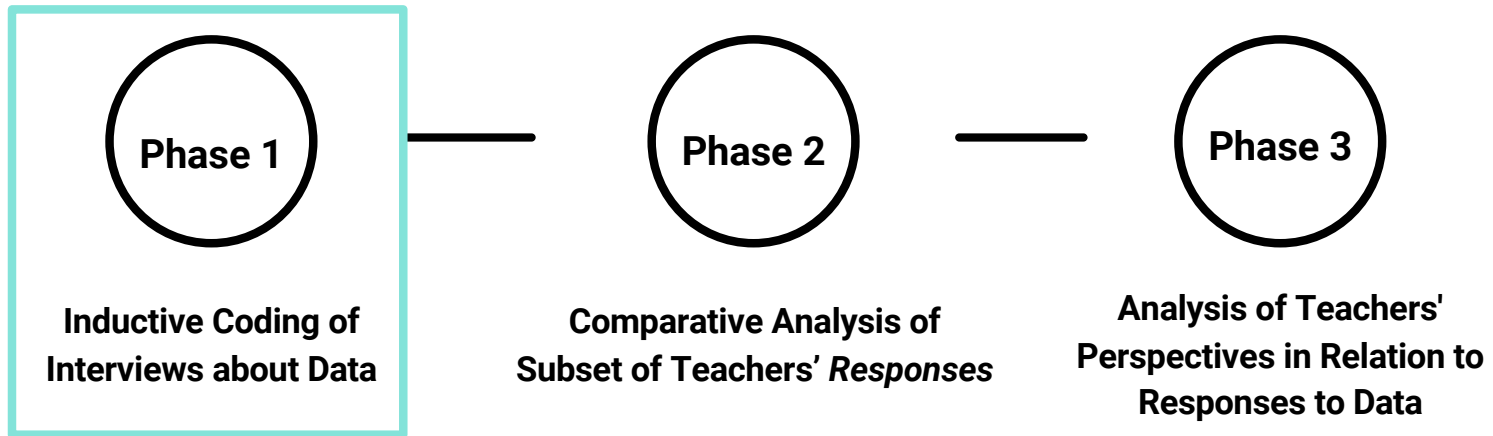 Phase 1
Inductive Coding of
Interviews about Data
Phase 2
Comparative Analysis of
Subset of Teachers’ Responses
Phase 3
Analysis of Teachers'
Perspectives in Relation to
Responses to Data